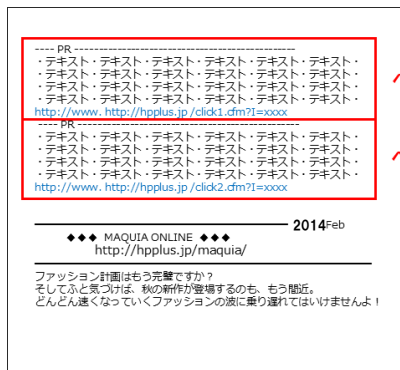 ---- PR ------------------------------------------------
・テキスト・テキスト・テキスト・テキスト・テキスト・テキスト・
・テキスト・テキスト・テキスト・テキスト・テキスト・テキスト・
・テキスト・テキスト・テキスト・テキスト・テキスト・テキスト・
・テキスト・テキスト・テキスト・テキスト・テキスト・テキスト・
http://www. http://hpplus.jp /click1.cfm?I=xxxx
---- PR ------------------------------------------------
・テキスト・テキスト・テキスト・テキスト・テキスト・テキスト・
・テキスト・テキスト・テキスト・テキスト・テキスト・テキスト・
・テキスト・テキスト・テキスト・テキスト・テキスト・テキスト・
・テキスト・テキスト・テキスト・テキスト・テキスト・テキスト・
http://www. http://hpplus.jp /click2.cfm?I=xxxx
2014Feb
◆◆◆ MAQUIA ONLINE ◆◆◆
http://hpplus.jp/maquia/
ファッション計画はもう完璧ですか？
そしてふと気づけば、秋の新作が登場するのも、もう間近。
どんどん速くなっていくファッションの波に乗り遅れてはいけませんよ！